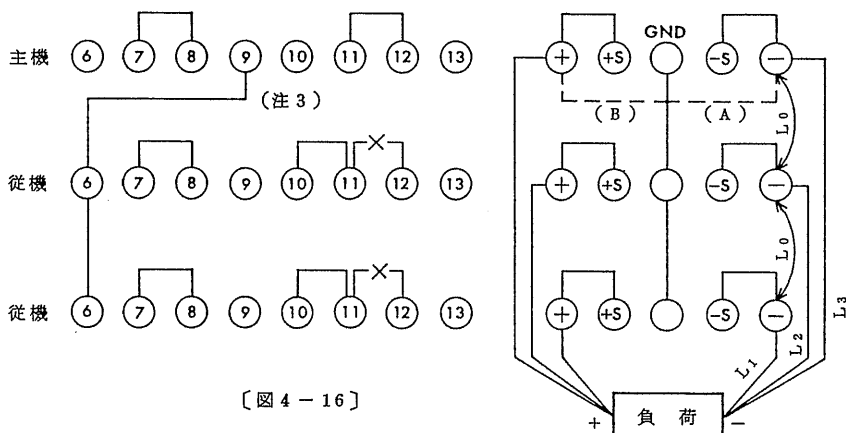 GND
主機 6 7 8 9 10 11 12 13 + +S −S −
(注3)
(B) (A)
L0
従機 6 7 8 9 10 11 12 13 + +S −S −
L0
従機 6 7 8 9 10 11 12 13 + +S −S −
L1 L2 L3
〔図4−16〕
+ 負荷 −